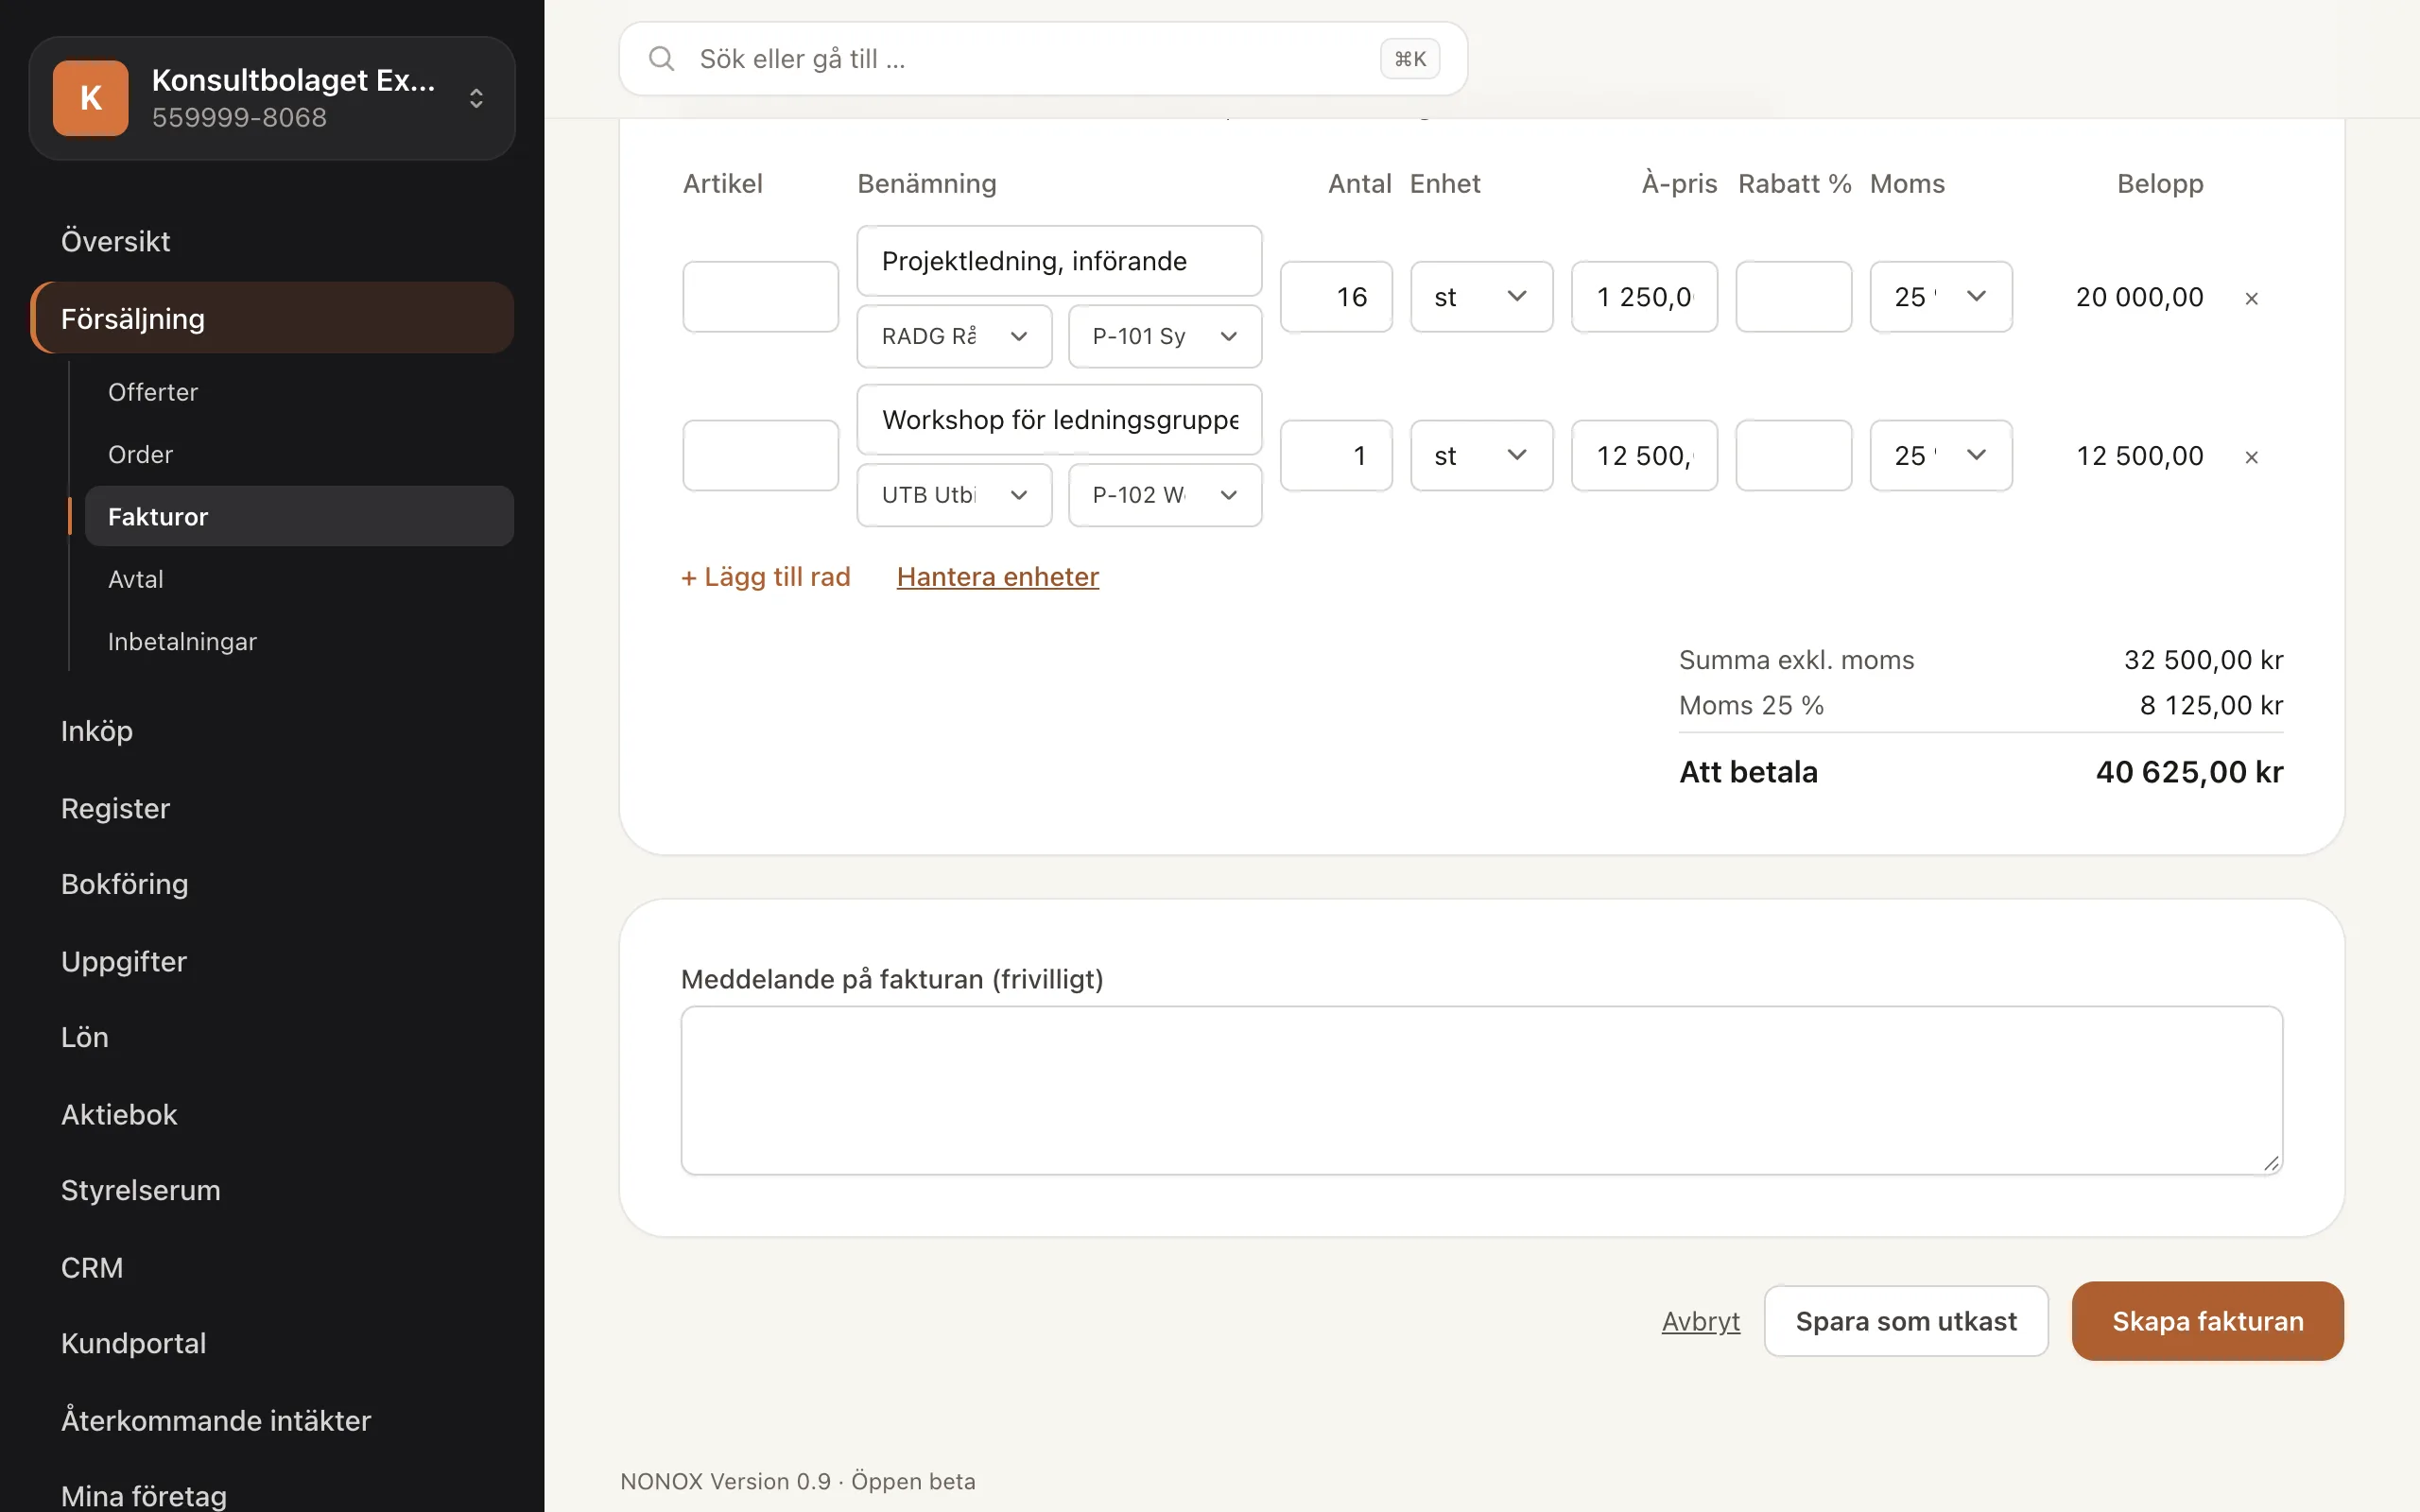 K
Konsultbolaget Ex...
559999-8068
Översikt
Försäljning
Offerter
Order
Fakturor
Avtal
Inbetalningar
Inköp
Register
Bokföring
Uppgifter
Lön
Aktiebok
Styrelserum
CRM
Kundportal
Återkommande intäkter
Mina företag
Sök eller gå till ...
⌘K
Artikel Benämning Antal Enhet À-pris Rabatt % Moms Belopp
Projektledning, införande
16 st 1 250,0 25 20 000,00 ×
RADG Rå P-101 Sy
Workshop för ledningsgruppe
1 st 12 500, 25 12 500,00 ×
UTB Utbi P-102
+ Lägg till rad Hantera enheter
Summa exkl. moms 32 500,00 kr
Moms 25 % 8 125,00 kr
Att betala 40 625,00 kr
Meddelande på fakturan (frivilligt)
Avbryt Spara som utkast Skapa fakturan
NONOX Version 0.9 · Öppen beta